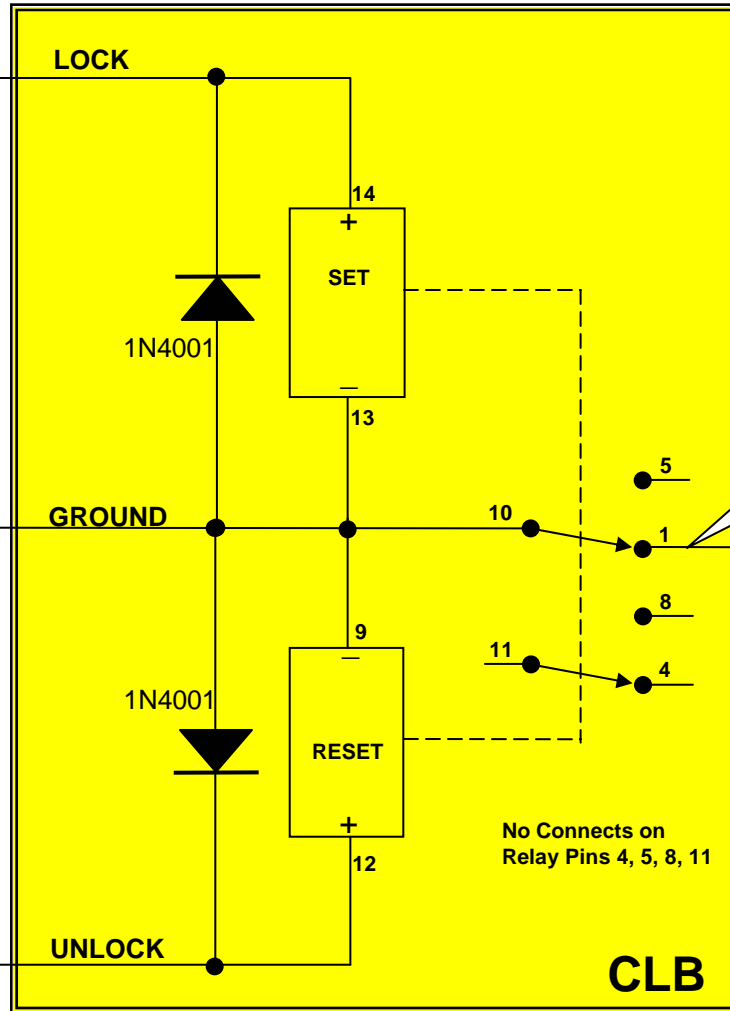 LOCK
14
+
SET
1N4001
–
13
5
GROUND
10
1
8
9
–
11
4
1N4001
RESET
+
No Connects on
12
Relay Pins 4, 5, 8, 11
UNLOCK
CLB